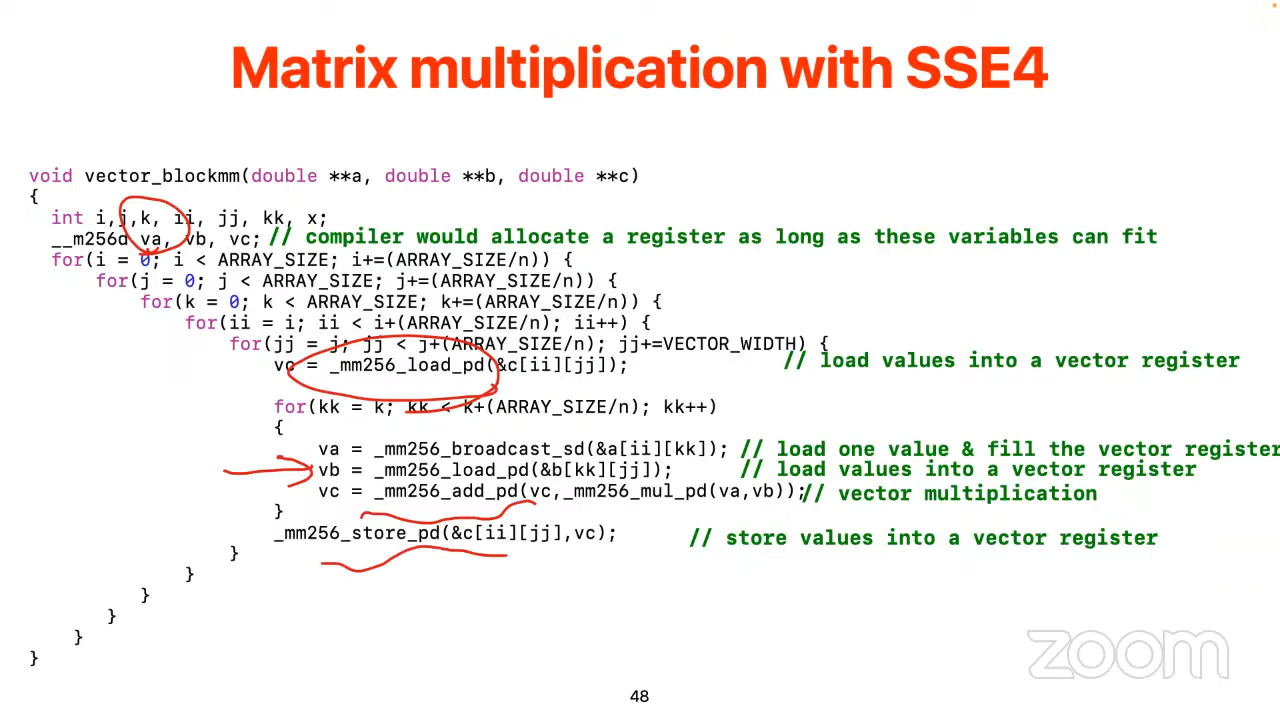 Matrix multiplication with SSE4
void vector_blockmm(double **a, double **b, double **c)
{
int i,j,k, ii, jj, kk, x;
__m256d va, vb, vc; // compiler would allocate a register as long as these variables can fit
for(i = 0; i < ARRAY_SIZE; i+=(ARRAY_SIZE/n)) {
for(j = 0; j < ARRAY_SIZE; j+=(ARRAY_SIZE/n)) {
for(k = 0; k < ARRAY_SIZE; k+=(ARRAY_SIZE/n)) {
for(ii = i; ii < i+(ARRAY_SIZE/n); ii++) {
for(jj = j; jj < j+(ARRAY_SIZE/n); jj+=VECTOR_WIDTH) {
vc = _mm256_load_pd(&c[ii][jj]); // load values into a vector register
for(kk = k; kk < k+(ARRAY_SIZE/n); kk++)
{
va = _mm256_broadcast_sd(&a[ii][kk]); // load one value & fill the vector register
vb = _mm256_load_pd(&b[kk][jj]); // load values into a vector register
vc = _mm256_add_pd(vc,_mm256_mul_pd(va,vb)); // vector multiplication
}
_mm256_store_pd(&c[ii][jj],vc); // store values into a vector register
}
}
}
}
}
}
zoom
48